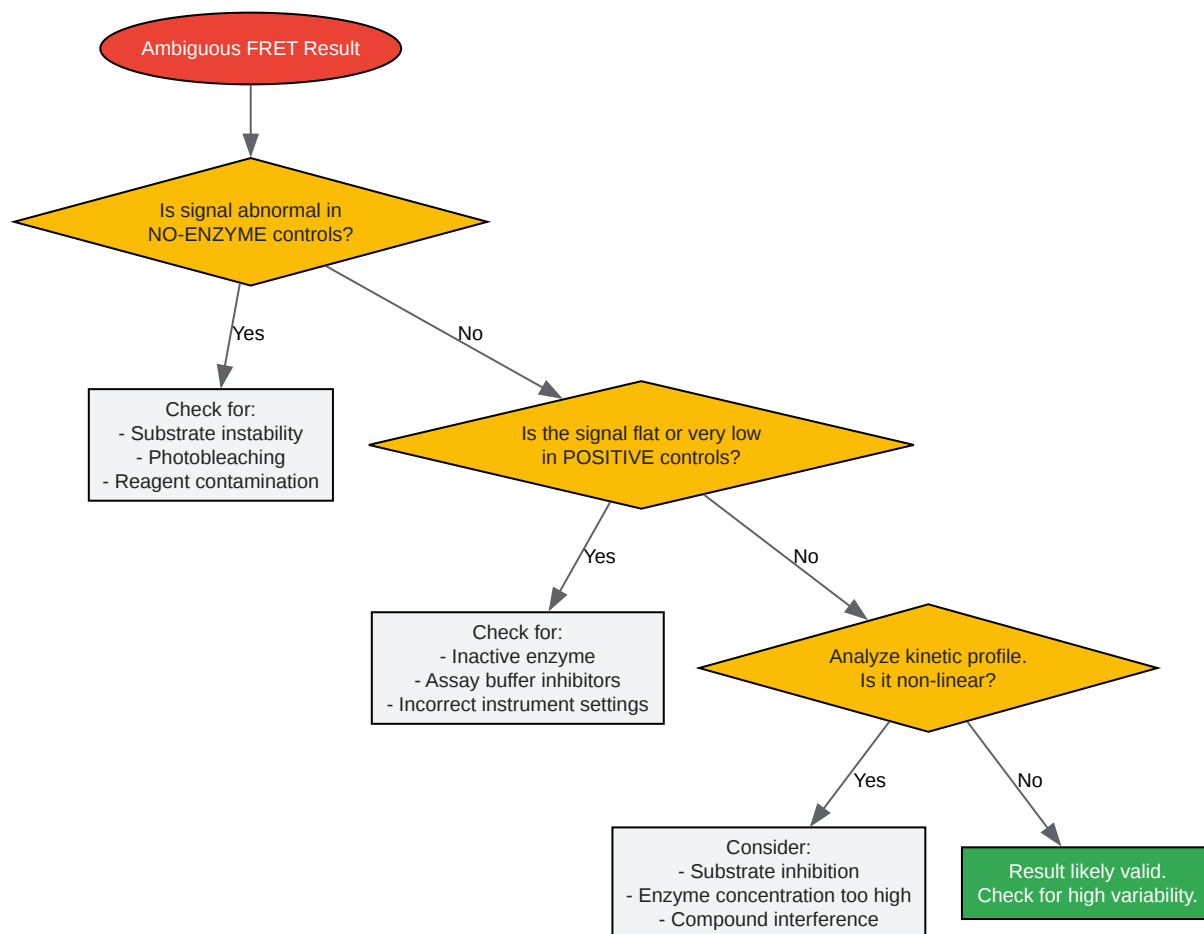 Ambiguous FRET Result
Is signal abnormal in
NO-ENZYME controls?
Yes
No
Check for:
- Substrate instability
- Photobleaching
- Reagent contamination
Is the signal flat or very low
in POSITIVE controls?
Yes
No
Check for:
- Inactive enzyme
- Assay buffer inhibitors
- Incorrect instrument settings
Analyze kinetic profile.
Is it non-linear?
Yes
No
Consider:
- Substrate inhibition
- Enzyme concentration too high
- Compound interference
Result likely valid.
Check for high variability.